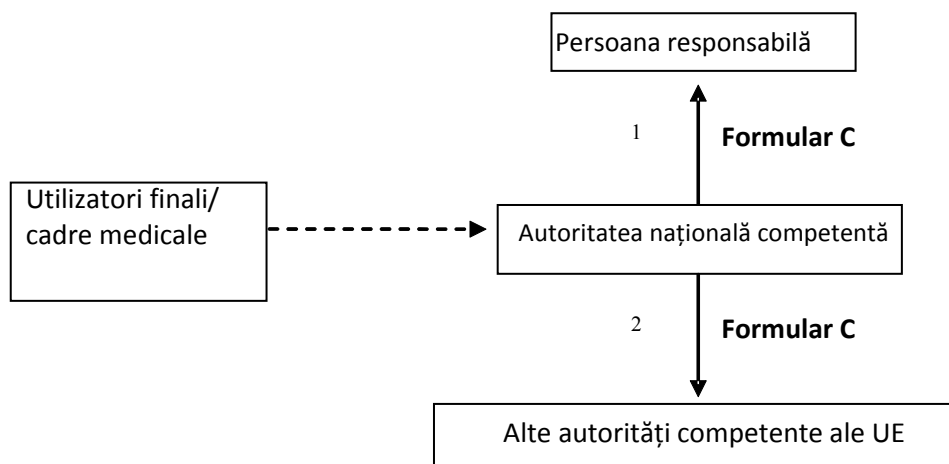 Persoana responsabilă
1
Formular C
Utilizatori finali/
cadre medicale
Autoritatea națională competentă
2
Formular C
Alte autorități competente ale UE